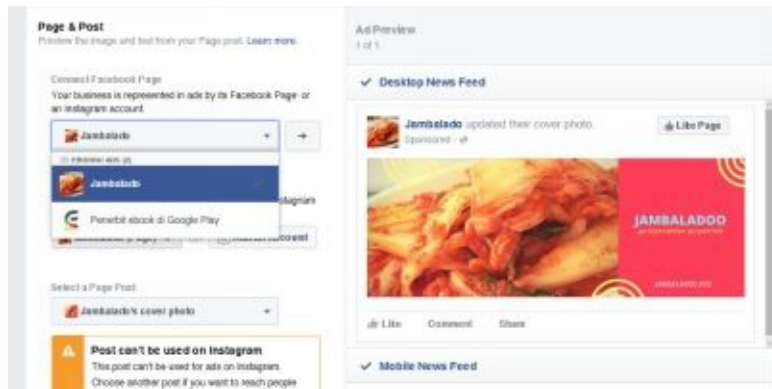 Page & Post
Preview the image and text from your Page post. Learn more.
Connect Facebook Page
Your business is represented in ads by its Facebook Page or
an Instagram account.
Jambalado
Jambalado
Penerbit ebook di Google Play
Instagram
Account
Select a Page Post
Jambalado's cover photo
Post can't be used on Instagram
This post can't be used for ads on Instagram.
Choose another post if you want to reach people
Ad Preview
1 of 1
Desktop News Feed
Jambalado updated their cover photo.
Sponsored
Like Page
JAMBALADOO
Like Comment Share
Mobile News Feed